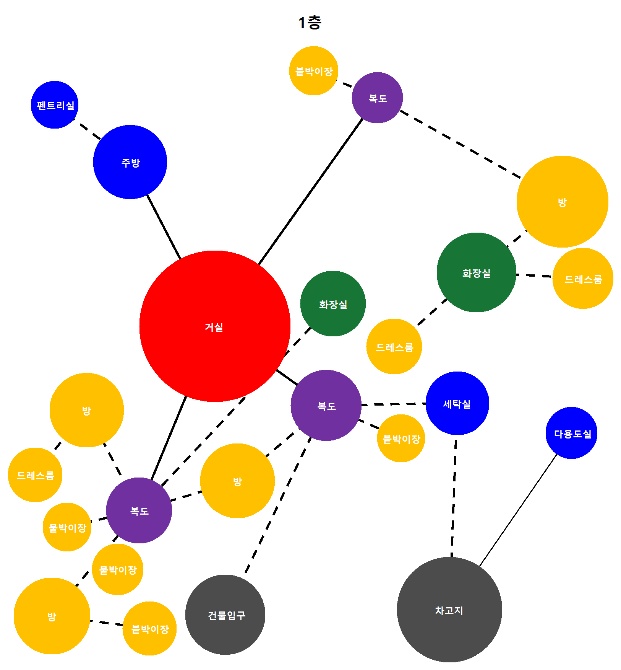 1층
붙박이장
복도
펜트리실
주방
방
화장실
드레스룸
화장실
거실
드레스룸
방
복도
세탁실
다용도실
붙박이장
드레스룸
방
복도
붙박이장
붙박이장
방
붙박이장
건물입구
차고지